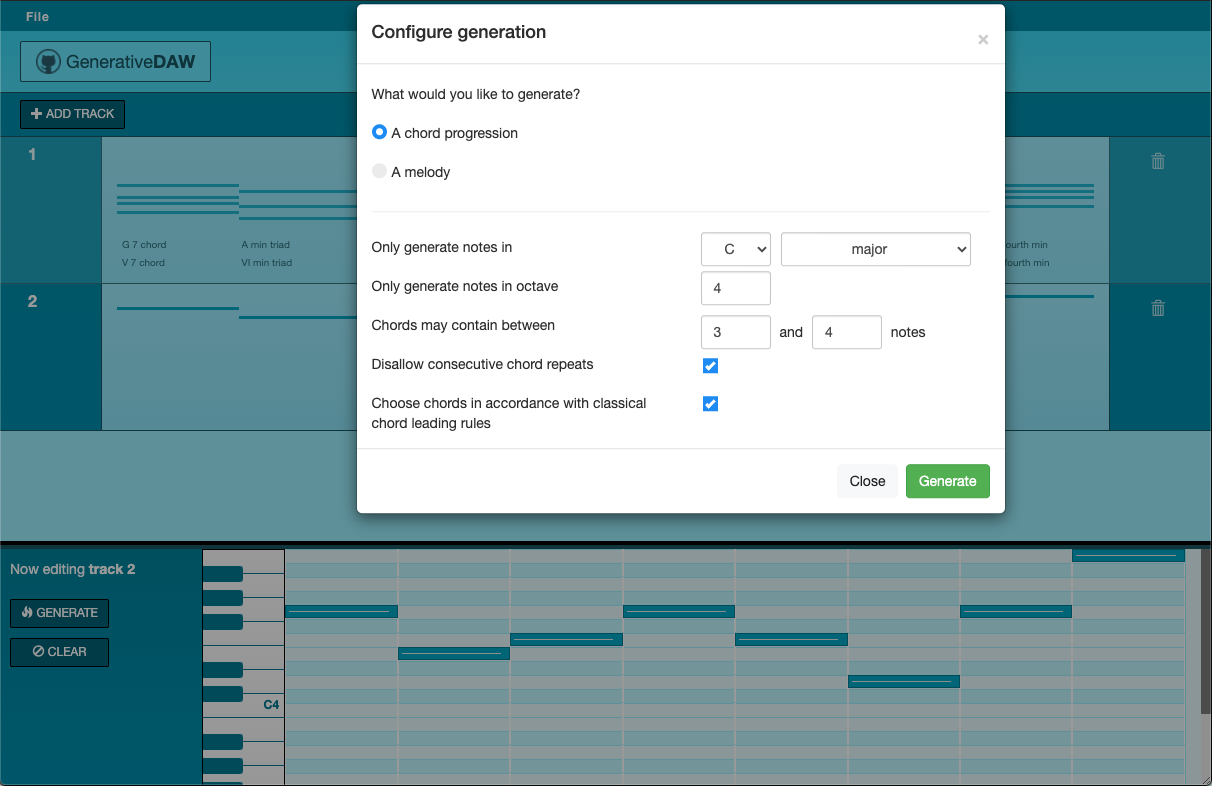 File
GenerativeDAW
ADD TRACK
1
G 7 chord
V 7 chord
A min triad
VI min triad
ourth min
fourth min
2
Configure generation
×
What would you like to generate?
A chord progression
A melody
Only generate notes in C major
Only generate notes in octave 4
Chords may contain between 3 and 4 notes
Disallow consecutive chord repeats
Choose chords in accordance with classical
chord leading rules
Close Generate
Now editing track 2
GENERATE
CLEAR
C4